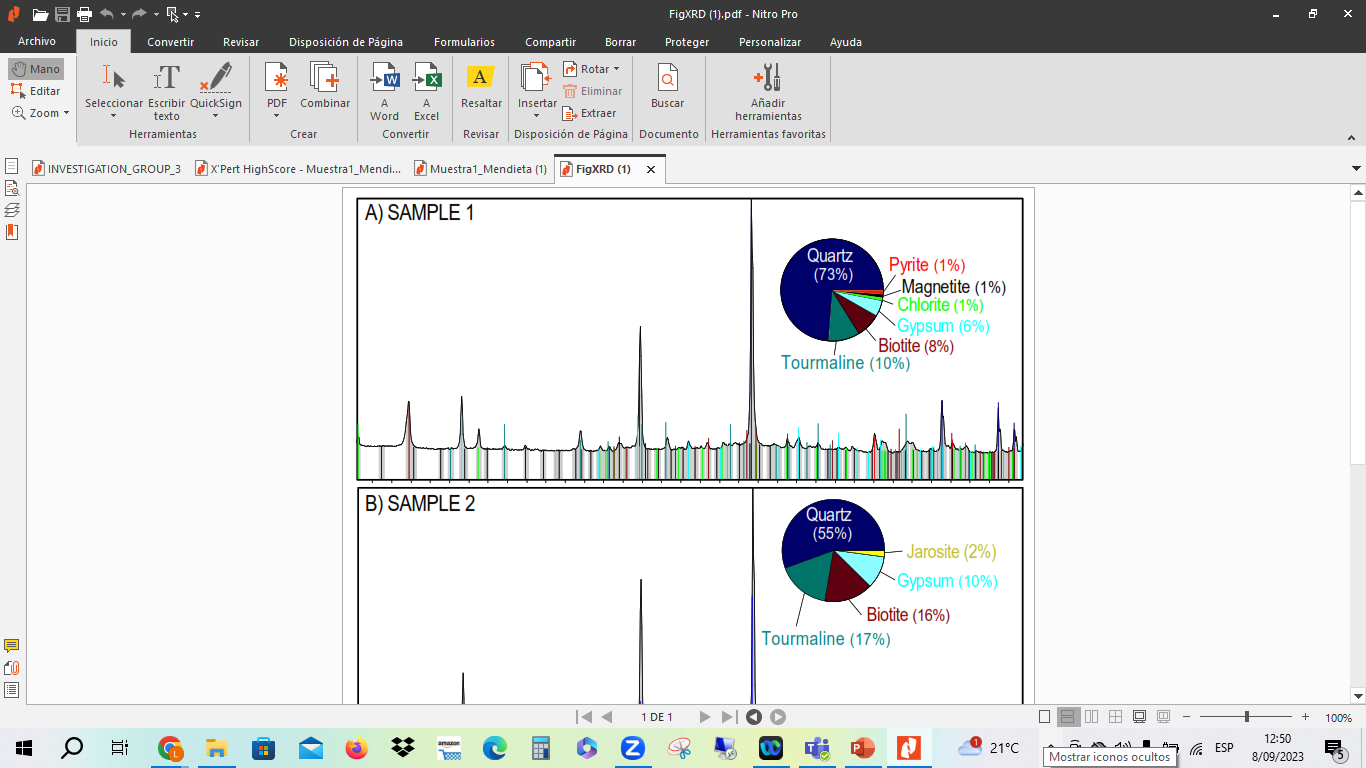 FigXRD (1).pdf - Nitro Pro
Archivo Inicio Convertir Revisar Disposición de Página Formularios Compartir Borrar Proteger Personalizar Ayuda
Mano
Editar
Zoom
Seleccionar
Escribir texto
QuickSign
Herramientas
PDF
Combinar
Crear
A Word
A Excel
Convertir
Resaltar
Revisar
Insertar
Rotar
Eliminar
Extraer
Disposición de Página
Buscar
Documento
Añadir herramientas
Herramientas favoritas
INVESTIGATION_GROUP_3
X'Pert HighScore - Muestra1_Mendi...
Muestra1_Mendieta (1)
FigXRD (1)
A) SAMPLE 1
Quartz
(73%)
Pyrite (1%)
Magnetite (1%)
Chlorite (1%)
Gypsum (6%)
Biotite (8%)
Tourmaline (10%)
B) SAMPLE 2
Quartz
(55%)
Jarosite (2%)
Gypsum (10%)
Biotite (16%)
Tourmaline (17%)
1 DE 1
100%
amazon
21°C
Mostrar iconos ocultos
ESP
12:50
8/09/2023
5